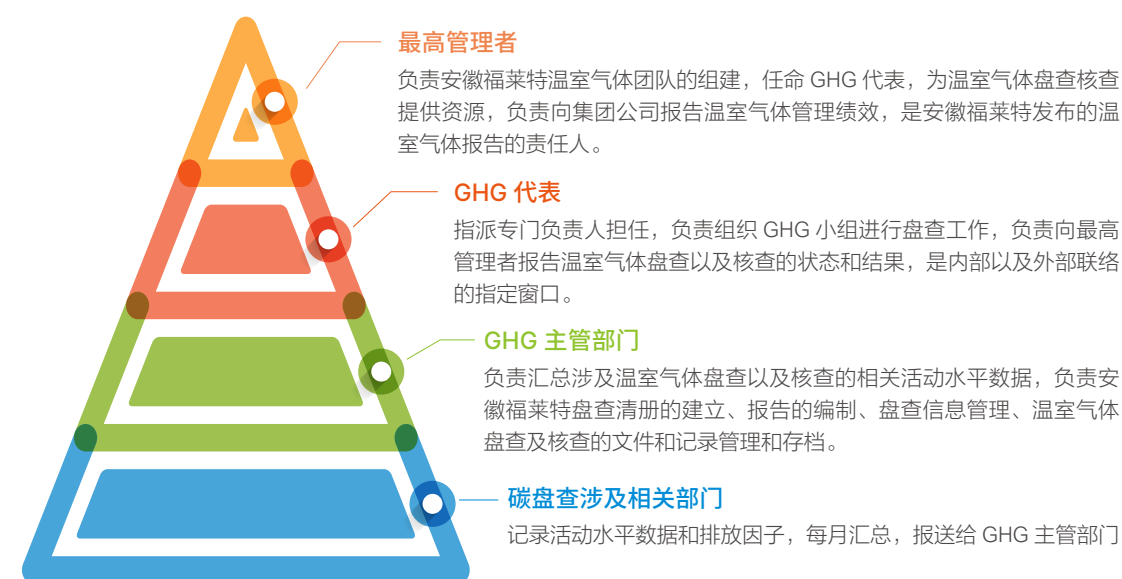 最高管理者
负责安徽福莱特温室气体团队的组建，任命 GHG 代表，为温室气体盘查核查
提供资源，负责向集团公司报告温室气体管理绩效，是安徽福莱特发布的温
室气体报告的责任人。
GHG 代表
指派专门负责人担任，负责组织 GHG 小组进行盘查工作，负责向最高
管理者报告温室气体盘查以及核查的状态和结果，是内部以及外部联络
的指定窗口。
GHG 主管部门
负责汇总涉及温室气体盘查以及核查的相关活动水平数据，负责安
徽福莱特盘查清册的建立、报告的编制、盘查信息管理、温室气体
盘查及核查的文件和记录管理和存档。
碳盘查涉及相关部门
记录活动水平数据和排放因子，每月汇总，报送给 GHG 主管部门